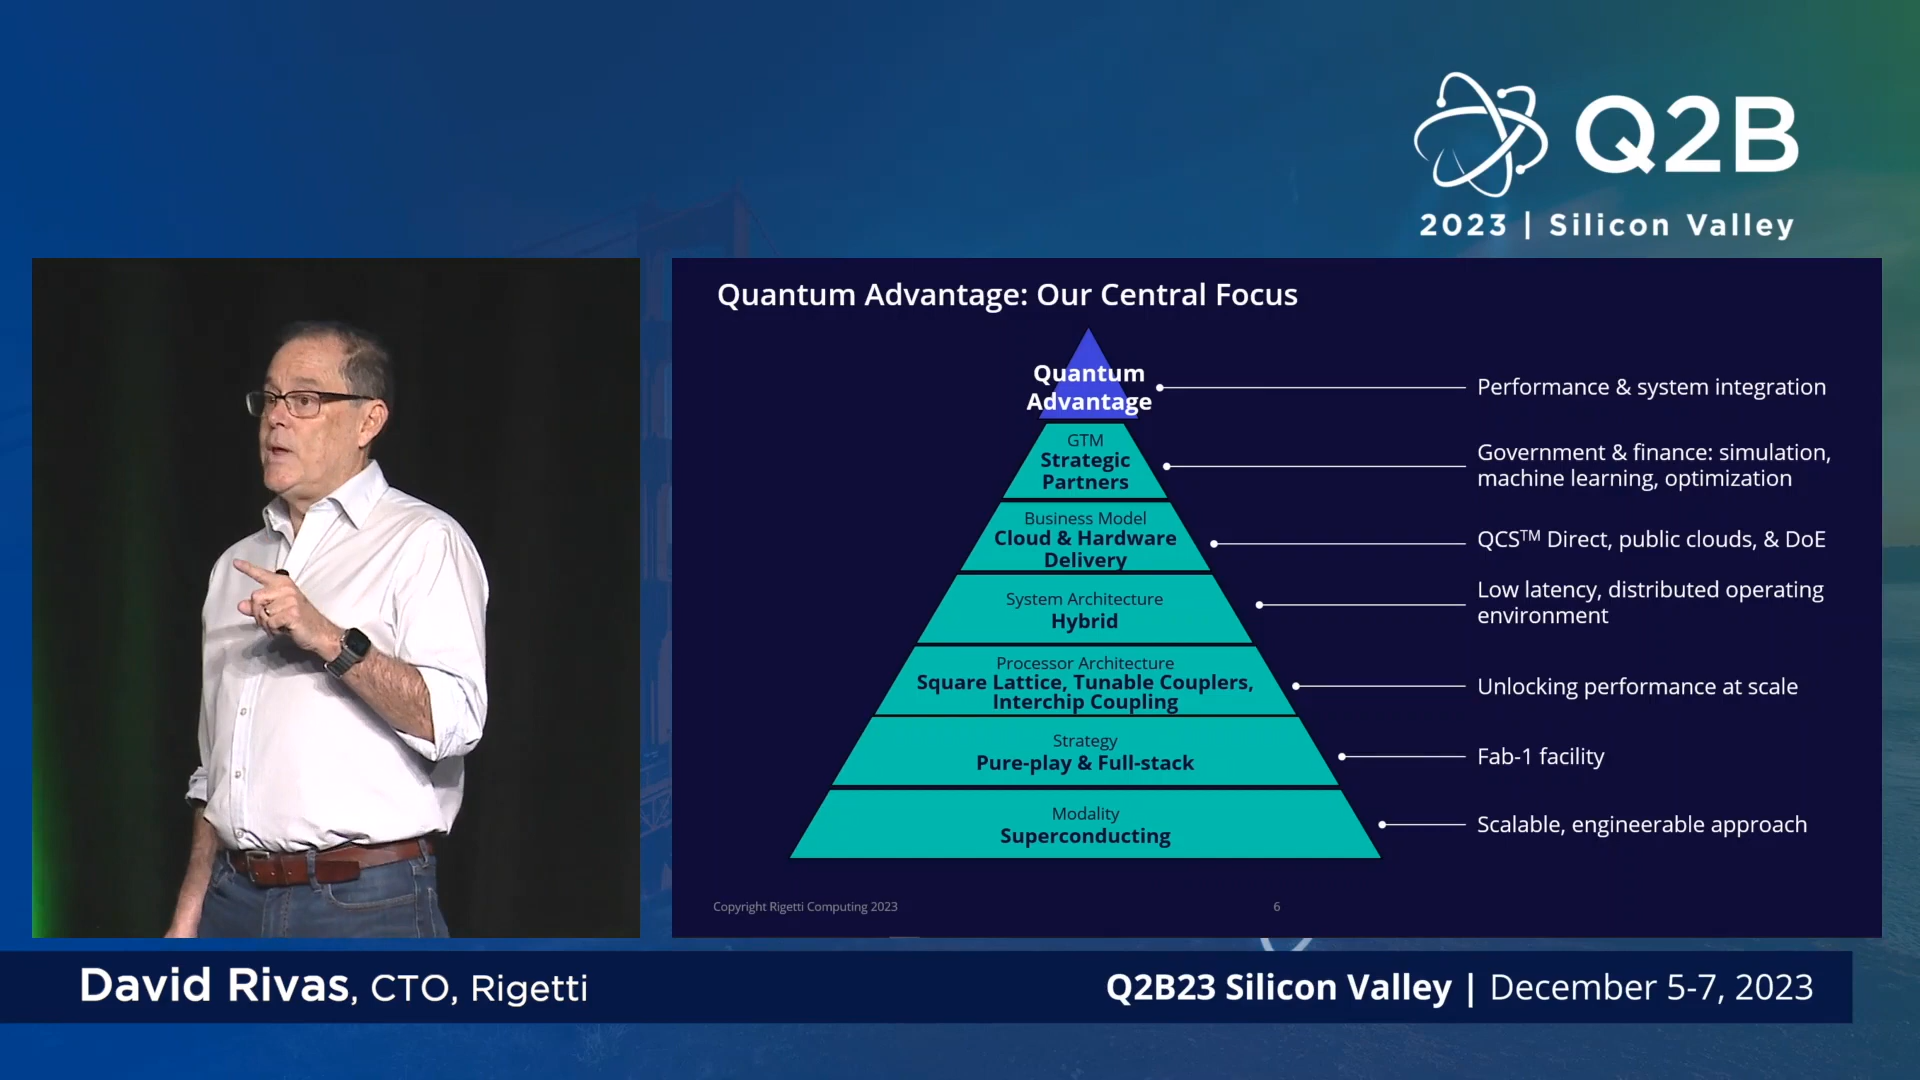 Q2B
2023 | Silicon Valley
Quantum Advantage: Our Central Focus
Quantum
Advantage
Performance & system integration
GTM
Strategic
Partners
Government & finance: simulation,
machine learning, optimization
Business Model
Cloud & Hardware
Delivery
QCS™ Direct, public clouds, & DoE
System Architecture
Hybrid
Low latency, distributed operating
environment
Processor Architecture
Square Lattice, Tunable Couplers,
Interchip Coupling
Unlocking performance at scale
Strategy
Pure-play & Full-stack
Fab-1 facility
Modality
Superconducting
Scalable, engineerable approach
Copyright Rigetti Computing 2023
6
David Rivas, CTO, Rigetti
Q2B23 Silicon Valley | December 5-7, 2023